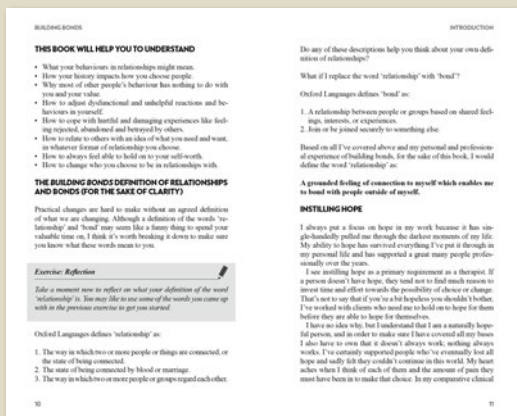 BUILDING BONDS
THIS BOOK WILL HELP YOU TO UNDERSTAND
• What your behaviours in relationships might mean.
• How your history impacts how you choose people.
• Why most of other people's behaviour has nothing to do with
you and your value.
• How to adjust dysfunctional and unhelpful reactions and be-
haviours in yourself.
• How to cope with hurtful and damaging experiences like feel-
ing rejected, abandoned and betrayed by others.
• How to relate to others with an idea of what you need and want,
in whatever format of relationship you choose.
• How to always feel able to hold on to your self-worth.
• How to change who you choose to be in relationships with.
THE BUILDING BONDS DEFINITION OF RELATIONSHIPS
AND BONDS (FOR THE SAKE OF CLARITY)
Practical changes are hard to make without an agreed definition
of what we are changing. Although a definition of the words 're-
lationship' and 'bond' may seem like a funny thing to spend your
valuable time on, I think it's worth breaking it down to make sure
you know what these words mean to you.
Exercise: Reflection
Take a moment now to reflect on what your definition of the word
'relationship' is. You may like to use some of the words you came up
with in the previous exercise to get you started.
Oxford Languages defines 'relationship' as:
1. The way in which two or more people or things are connected, or
the state of being connected.
2. The state of being connected by blood or marriage.
3. The way in which two or more people or groups regard each other.
10
INTRODUCTION
Do any of these descriptions help you think about your own defi-
nition of relationships?
What if I replace the word 'relationship' with 'bond'?
Oxford Languages defines 'bond' as:
1. A relationship between people or groups based on shared feel-
ings, interests, or experiences.
2. Join or be joined securely to something else.
Based on all I've covered above and my personal and profession-
al experience of building bonds, for the sake of this book, I would
define the word 'relationship' as:
A grounded feeling of connection to myself which enables me
to bond with people outside of myself.
INSTILLING HOPE
I always put a focus on hope in my work because it has sin-
gle-handedly pulled me through the darkest moments of my life.
My ability to hope has survived everything I've put it through in
my personal life and has supported a great many people profes-
sionally over the years.
I see instilling hope as a primary requirement as a therapist. If
a person doesn't have hope, they tend not to find much reason to
invest time and effort towards the possibility of choice or change.
That's not to say that if you're a bit hopeless you shouldn't bother.
I've worked with clients who need me to hold on to hope for them
before they are able to hope for themselves.
I have no idea why, but I understand that I am a naturally hope-
ful person, and in order to make sure I have covered all my bases
I also have to own that it doesn't always work; nothing always
works. I've certainly supported people who've eventually lost all
hope and sadly felt they couldn't continue in this world. My heart
aches when I think of each of them and the amount of pain they
must have been in to make that choice. In my comparative clinical
11